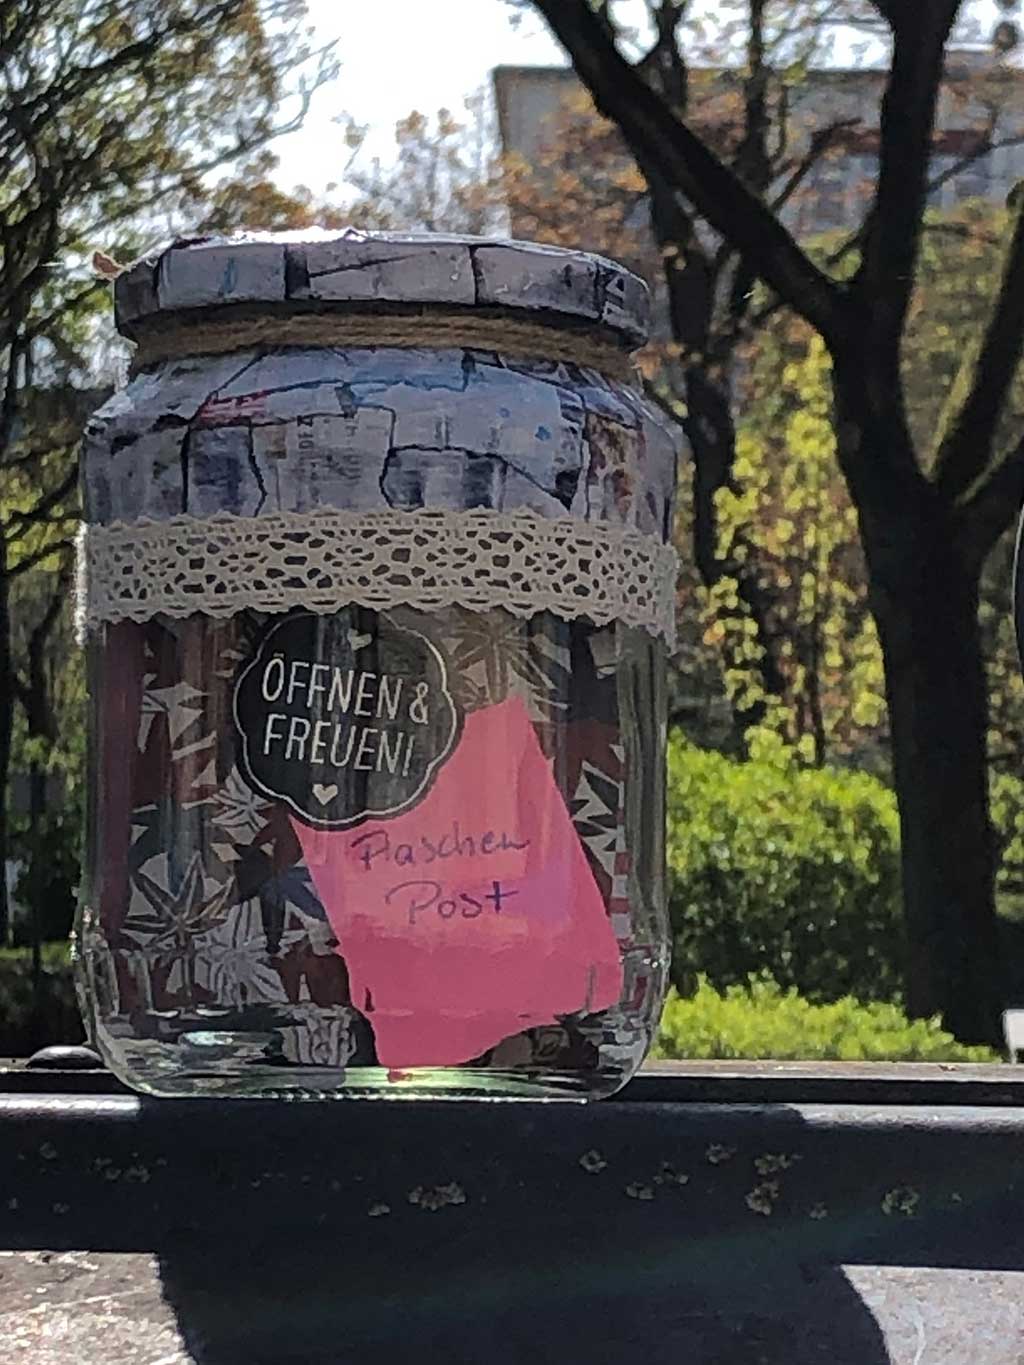 ÖFFNEN &
FREUEN!
Flaschen
Post